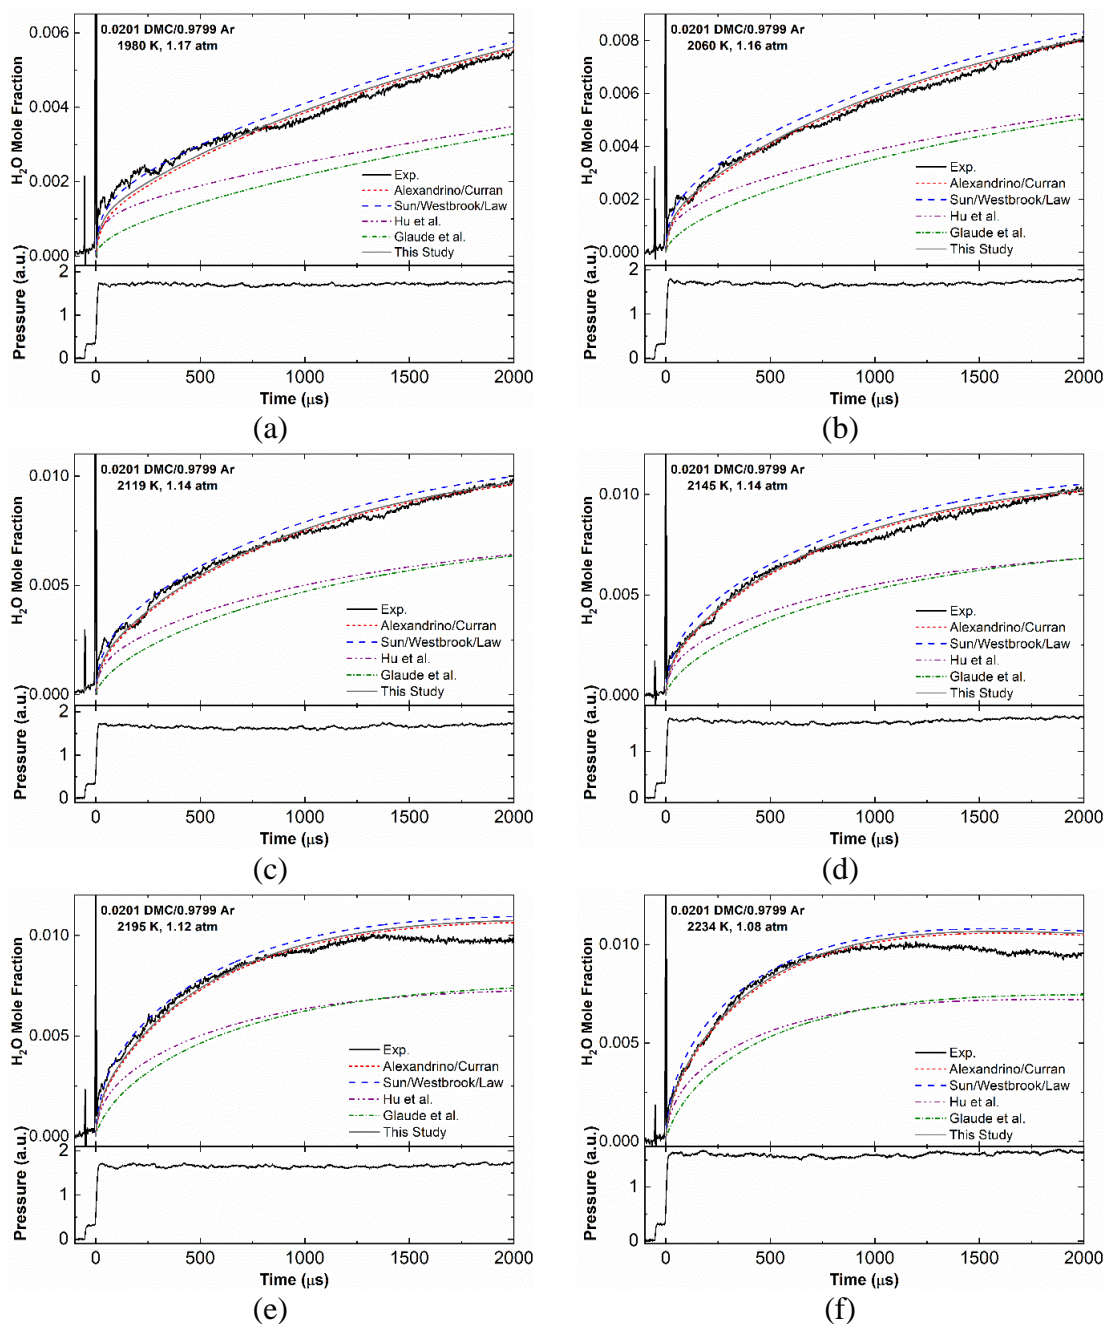 0.0201 DMC/0.9799 Ar
1980 K, 1.17 atm
H₂O Mole Fraction
0.006
0.004
0.002
0.000
Exp.
Alexandrino/Curran
Sun/Westbrook/Law
Hu et al.
Glaude et al.
This Study
Pressure (a.u.)
2
1
0
0 500 1000 1500 2000
Time (μs)
(a)
0.0201 DMC/0.9799 Ar
2060 K, 1.16 atm
H₂O Mole Fraction
0.008
0.006
0.004
0.002
0.000
Exp.
Alexandrino/Curran
Sun/Westbrook/Law
Hu et al.
Glaude et al.
This Study
Pressure (a.u.)
2
1
0
0 500 1000 1500 2000
Time (μs)
(b)
0.0201 DMC/0.9799 Ar
2119 K, 1.14 atm
H₂O Mole Fraction
0.010
0.005
0.000
Exp.
Alexandrino/Curran
Sun/Westbrook/Law
Hu et al.
Glaude et al.
This Study
Pressure (a.u.)
2
1
0
0 500 1000 1500 2000
Time (μs)
(c)
0.0201 DMC/0.9799 Ar
2145 K, 1.14 atm
H₂O Mole Fraction
0.010
0.005
0.000
Exp.
Alexandrino/Curran
Sun/Westbrook/Law
Hu et al.
Glaude et al.
This Study
Pressure (a.u.)
1
0
0 500 1000 1500 2000
Time (μs)
(d)
0.0201 DMC/0.9799 Ar
2195 K, 1.12 atm
H₂O Mole Fraction
0.010
0.005
0.000
Exp.
Alexandrino/Curran
Sun/Westbrook/Law
Hu et al.
Glaude et al.
This Study
Pressure (a.u.)
2
1
0
0 500 1000 1500 2000
Time (μs)
(e)
0.0201 DMC/0.9799 Ar
2234 K, 1.08 atm
H₂O Mole Fraction
0.010
0.005
0.000
Exp.
Alexandrino/Curran
Sun/Westbrook/Law
Hu et al.
Glaude et al.
This Study
Pressure (a.u.)
1
0
0 500 1000 1500 2000
Time (μs)
(f)